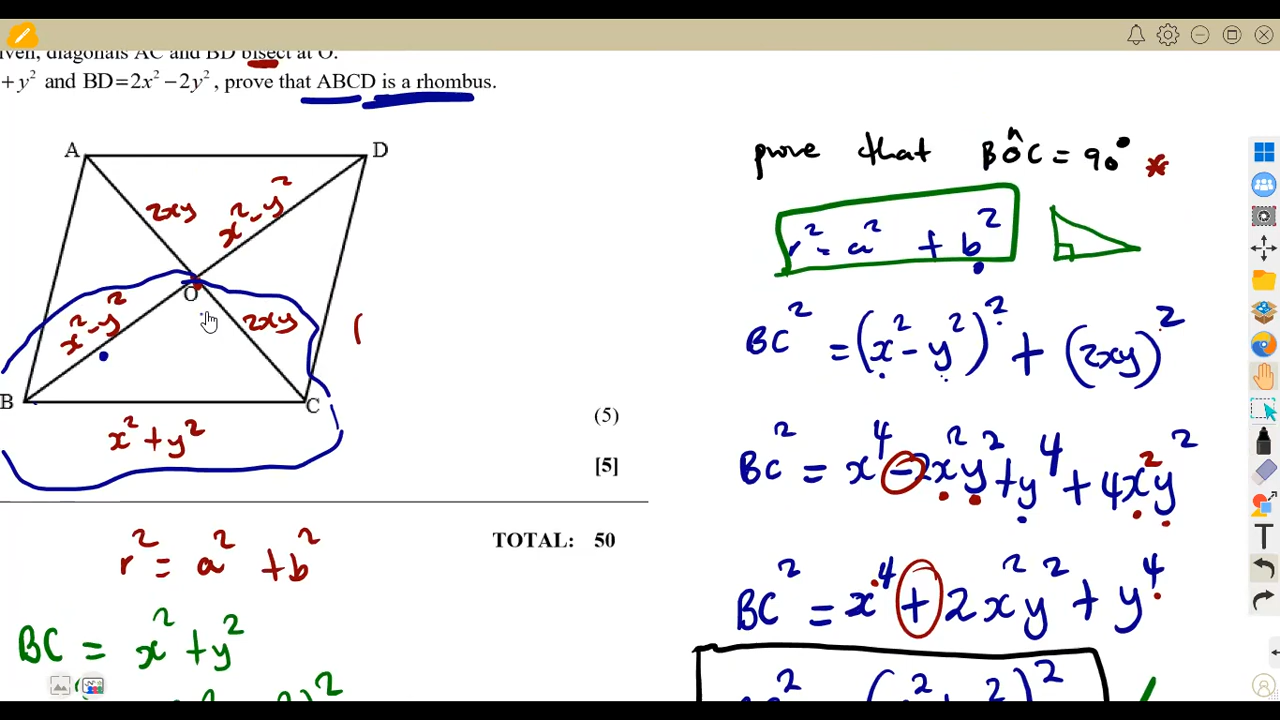 iven, diagonals AC and BD bisect at O.
+ y² and BD=2x² −2y², prove that ABCD is a rhombus.
A
D
2xy
x² - y²
O
x² - y²
2xy
B
C
x² + y²
(5)
[5]
TOTAL: 50
r² = a² + b²
BC = x² + y²
prove that BÔC = 90° *
r² = a² + b²
BC² = (x² - y²)² + (2xy)²
BC² = x⁴ - 2x²y² + y⁴ + 4x²y²
BC² = x⁴ + 2x²y² + y⁴